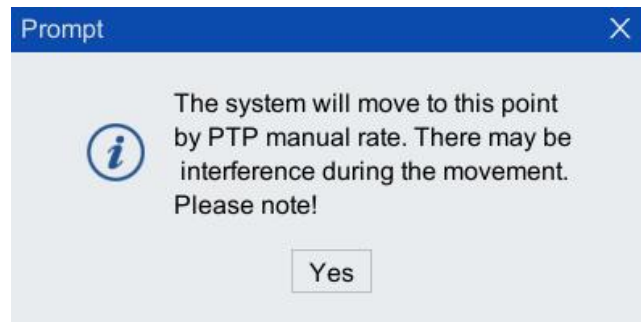 Prompt
The system will move to this point
by PTP manual rate. There may be
interference during the movement.
Please note!
Yes